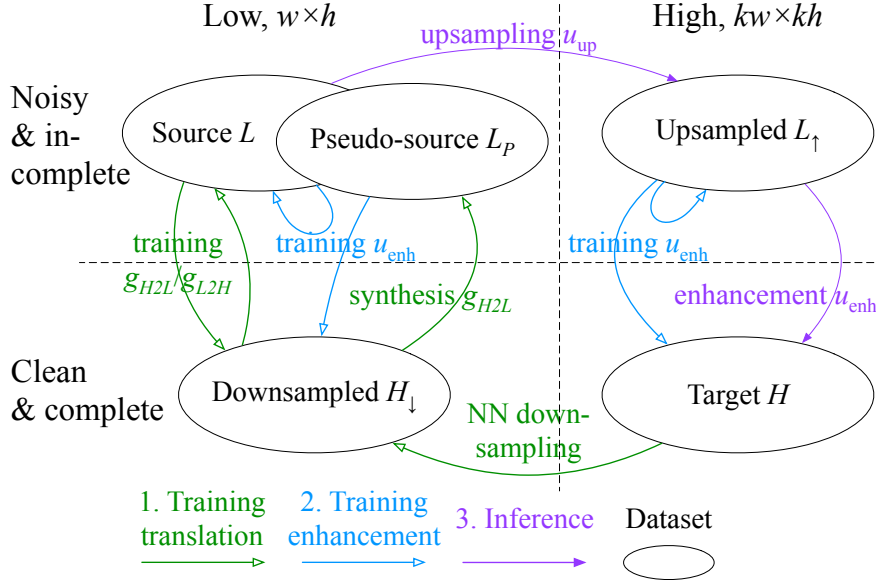 Low, w×h
High, kw×kh
upsampling u_up
Noisy
& in-
complete
Source L
Pseudo-source L_P
Upsampled L_↑
training
g_H2L/g_L2H
training u_enh
training u_enh
synthesis g_H2L
enhancement u_enh
Clean
& complete
Downsampled H_↓
Target H
NN down-
sampling
1. Training
translation
2. Training
enhancement
3. Inference
Dataset